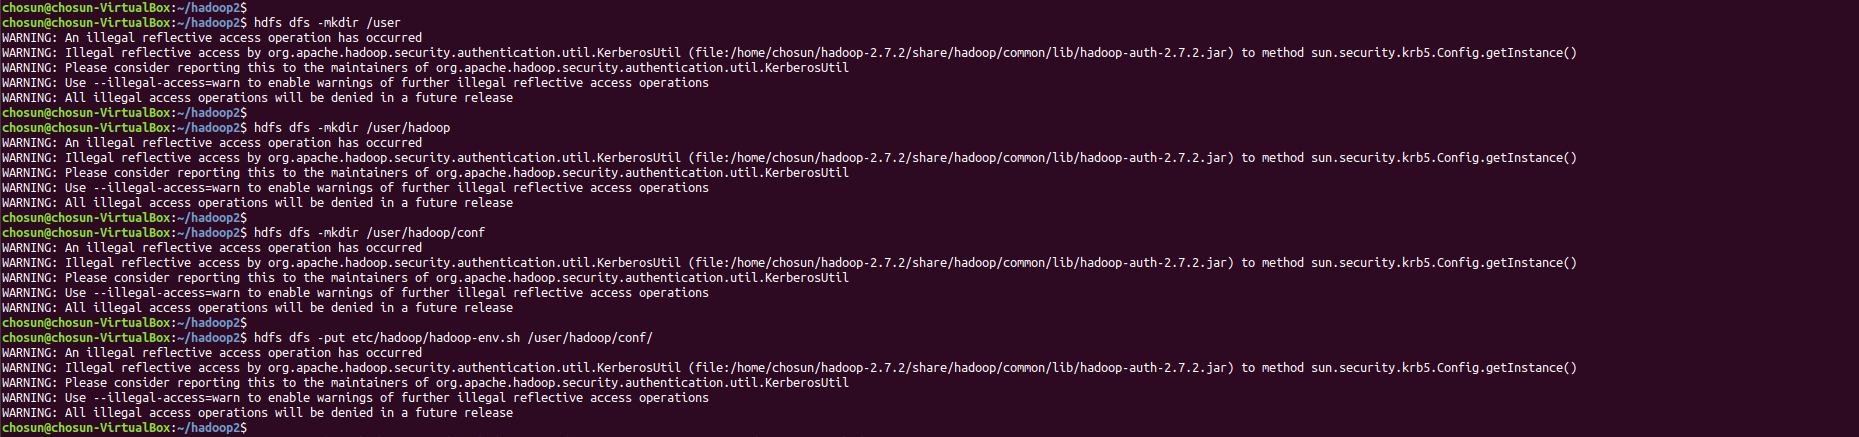 chosun@chosun-VirtualBox:~/hadoop2$
chosun@chosun-VirtualBox:~/hadoop2$ hdfs dfs -mkdir /user
WARNING: An illegal reflective access operation has occurred
WARNING: Illegal reflective access by org.apache.hadoop.security.authentication.util.KerberosUtil (file:/home/chosun/hadoop-2.7.2/share/hadoop/common/lib/hadoop-auth-2.7.2.jar) to method sun.security.krb5.Config.getInstance()
WARNING: Please consider reporting this to the maintainers of org.apache.hadoop.security.authentication.util.KerberosUtil
WARNING: Use --illegal-access=warn to enable warnings of further illegal reflective access operations
WARNING: All illegal access operations will be denied in a future release
chosun@chosun-VirtualBox:~/hadoop2$
chosun@chosun-VirtualBox:~/hadoop2$ hdfs dfs -mkdir /user/hadoop
WARNING: An illegal reflective access operation has occurred
WARNING: Illegal reflective access by org.apache.hadoop.security.authentication.util.KerberosUtil (file:/home/chosun/hadoop-2.7.2/share/hadoop/common/lib/hadoop-auth-2.7.2.jar) to method sun.security.krb5.Config.getInstance()
WARNING: Please consider reporting this to the maintainers of org.apache.hadoop.security.authentication.util.KerberosUtil
WARNING: Use --illegal-access=warn to enable warnings of further illegal reflective access operations
WARNING: All illegal access operations will be denied in a future release
chosun@chosun-VirtualBox:~/hadoop2$
chosun@chosun-VirtualBox:~/hadoop2$ hdfs dfs -mkdir /user/hadoop/conf
WARNING: An illegal reflective access operation has occurred
WARNING: Illegal reflective access by org.apache.hadoop.security.authentication.util.KerberosUtil (file:/home/chosun/hadoop-2.7.2/share/hadoop/common/lib/hadoop-auth-2.7.2.jar) to method sun.security.krb5.Config.getInstance()
WARNING: Please consider reporting this to the maintainers of org.apache.hadoop.security.authentication.util.KerberosUtil
WARNING: Use --illegal-access=warn to enable warnings of further illegal reflective access operations
WARNING: All illegal access operations will be denied in a future release
chosun@chosun-VirtualBox:~/hadoop2$
chosun@chosun-VirtualBox:~/hadoop2$ hdfs dfs -put etc/hadoop/hadoop-env.sh /user/hadoop/conf/
WARNING: An illegal reflective access operation has occurred
WARNING: Illegal reflective access by org.apache.hadoop.security.authentication.util.KerberosUtil (file:/home/chosun/hadoop-2.7.2/share/hadoop/common/lib/hadoop-auth-2.7.2.jar) to method sun.security.krb5.Config.getInstance()
WARNING: Please consider reporting this to the maintainers of org.apache.hadoop.security.authentication.util.KerberosUtil
WARNING: Use --illegal-access=warn to enable warnings of further illegal reflective access operations
WARNING: All illegal access operations will be denied in a future release
chosun@chosun-VirtualBox:~/hadoop2$